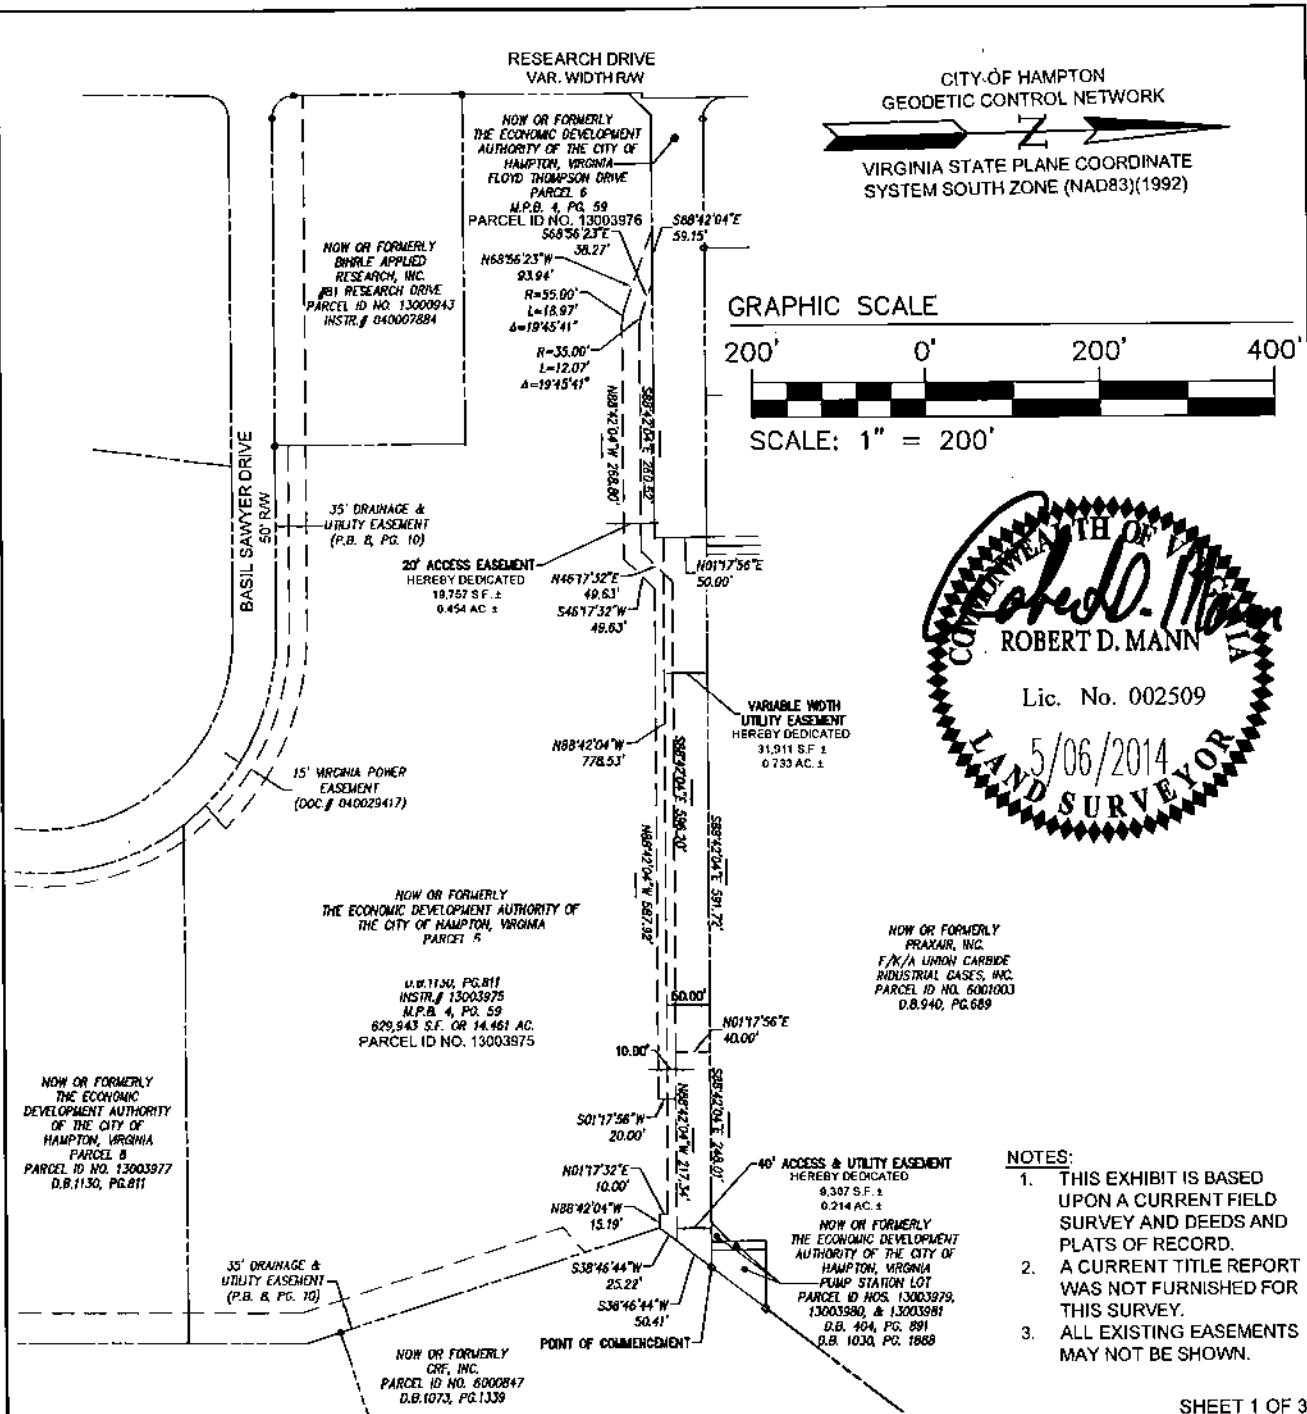 RESEARCH DRIVE
VAR. WIDTH R/W
CITY OF HAMPTON
GEODETIC CONTROL NETWORK
N
VIRGINIA STATE PLANE COORDINATE
SYSTEM SOUTH ZONE (NAD83)(1992)
NOW OR FORMERLY
THE ECONOMIC DEVELOPMENT
AUTHORITY OF THE CITY OF
HAMPTON, VIRGINIA
FLOYD THOMPSON DRIVE
PARCEL 6
M.P.B. 4, PG. 59
PARCEL ID NO. 13003976
S68°56'23"E
38.27'
S88°42'04"E
59.15'
N68°56'23"W
93.94'
R=55.00'
L=18.97'
Δ=19°45'41"
R=35.00'
L=12.07'
Δ=19°45'41"
NOW OR FORMERLY
BIHRLE APPLIED
RESEARCH, INC.
#81 RESEARCH DRIVE
PARCEL ID NO. 13000943
INSTR.# 040007884
GRAPHIC SCALE
200' 0' 200' 400'
SCALE: 1" = 200'
N88°42'04"W 268.80'
S88°42'04"E 260.52'
BASIL SAWYER DRIVE
50' R/W
35' DRAINAGE &
UTILITY EASEMENT
(P.B. 8, PG. 10)
20' ACCESS EASEMENT
HEREBY DEDICATED
19,757 S.F. ±
0.454 AC. ±
N46°17'32"E
49.63'
S46°17'32"W
49.63'
N01°17'56"E
50.00'
COMMONWEALTH OF VIRGINIA
ROBERT D. MANN
Lic. No. 002509
5/06/2014
LAND SURVEYOR
VARIABLE WIDTH
UTILITY EASEMENT
HEREBY DEDICATED
31,911 S.F. ±
0.733 AC. ±
N88°42'04"W
778.53'
S88°42'04"E 596.20'
N88°42'04"W 587.92'
S88°42'04"E 591.72'
15' VIRGINIA POWER
EASEMENT
(DOC.# 040029417)
NOW OR FORMERLY
THE ECONOMIC DEVELOPMENT AUTHORITY OF
THE CITY OF HAMPTON, VIRGINIA
PARCEL 5
D.B.1130, PG.811
INSTR.# 13003975
M.P.B. 4, PG. 59
629,943 S.F. OR 14.461 AC.
PARCEL ID NO. 13003975
NOW OR FORMERLY
PRAXAIR, INC.
F/K/A UNION CARBIDE
INDUSTRIAL GASES, INC.
PARCEL ID NO. 6001003
D.B.940, PG.689
60.00'
N01°17'56"E
40.00'
10.00'
S01°17'56"W
20.00'
N88°42'04"W 217.34'
S88°42'04"E 248.01'
NOW OR FORMERLY
THE ECONOMIC
DEVELOPMENT AUTHORITY
OF THE CITY OF
HAMPTON, VIRGINIA
PARCEL 8
PARCEL ID NO. 13003977
D.B.1130, PG.811
N01°17'32"E
10.00'
N88°42'04"W
15.19'
S38°46'44"W
25.22'
S38°46'44"W
50.41'
POINT OF COMMENCEMENT
40' ACCESS & UTILITY EASEMENT
HEREBY DEDICATED
9,307 S.F. ±
0.214 AC. ±
NOW OR FORMERLY
THE ECONOMIC DEVELOPMENT
AUTHORITY OF THE CITY OF
HAMPTON, VIRGINIA
PUMP STATION LOT
PARCEL ID NOS. 13003979,
13003980, & 13003981
D.B. 404, PG. 891
D.B. 1030, PG. 1868
35' DRAINAGE &
UTILITY EASEMENT
(P.B. 8, PG. 10)
NOW OR FORMERLY
CRF, INC.
PARCEL ID NO. 6000847
D.B.1073, PG.1339
NOTES:
1. THIS EXHIBIT IS BASED
UPON A CURRENT FIELD
SURVEY AND DEEDS AND
PLATS OF RECORD.
2. A CURRENT TITLE REPORT
WAS NOT FURNISHED FOR
THIS SURVEY.
3. ALL EXISTING EASEMENTS
MAY NOT BE SHOWN.
SHEET 1 OF 3